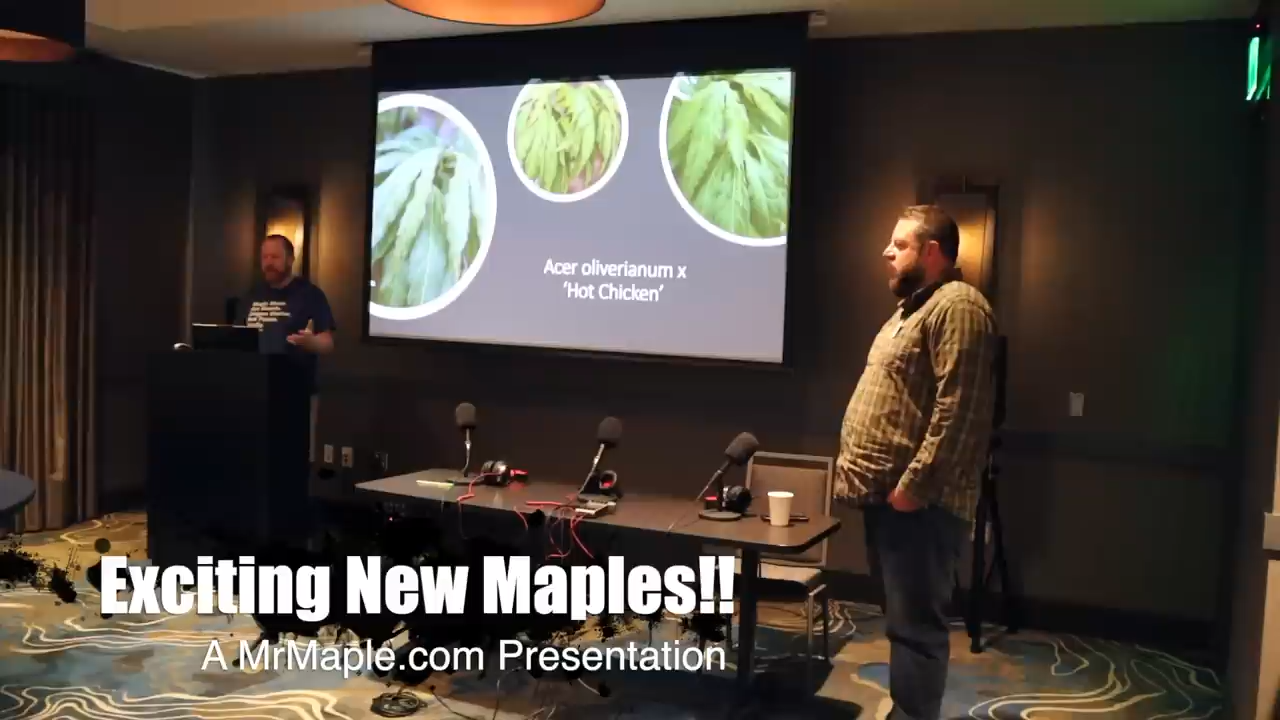 Acer oliverianum x
‘Hot Chicken’
Exciting New Maples!!
A MrMaple.com Presentation